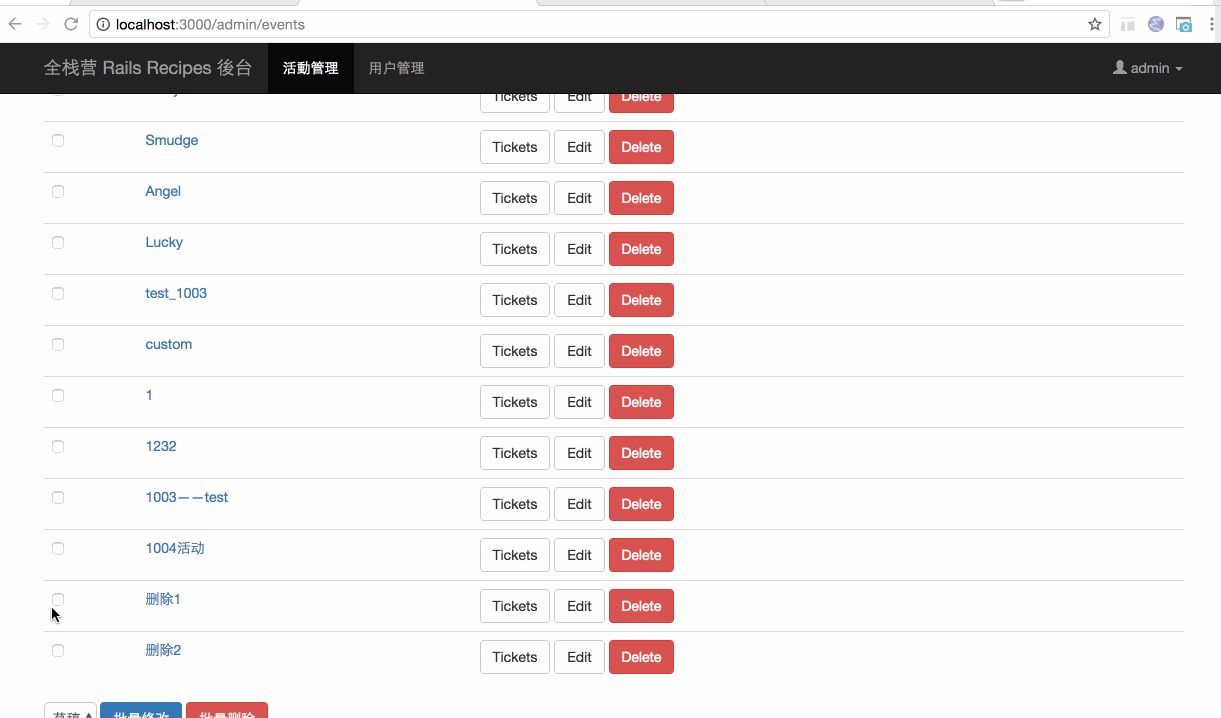 localhost:3000/admin/events
全栈营 Rails Recipes 後台 活動管理 用户管理 admin
Tickets Edit Delete
Smudge Tickets Edit Delete
Angel Tickets Edit Delete
Lucky Tickets Edit Delete
test_1003 Tickets Edit Delete
custom Tickets Edit Delete
1 Tickets Edit Delete
1232 Tickets Edit Delete
1003——test Tickets Edit Delete
1004活动 Tickets Edit Delete
删除1 Tickets Edit Delete
删除2 Tickets Edit Delete
草稿 批量修改 批量删除